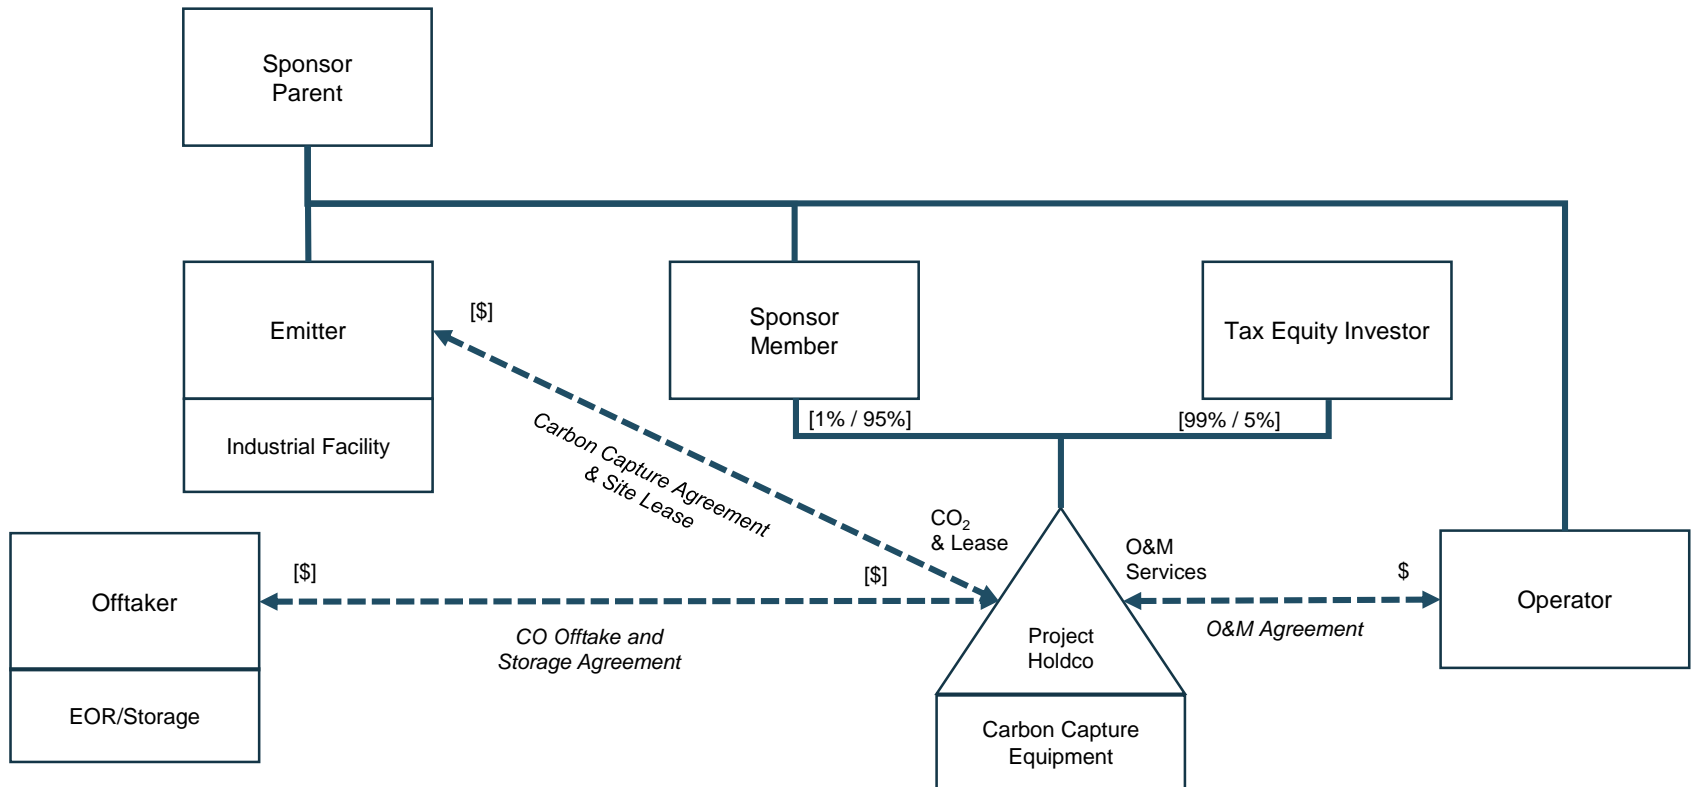 Sponsor
Parent
Emitter
Industrial Facility
[$]
Sponsor
Member
Tax Equity Investor
[1% / 95%]
[99% / 5%]
Carbon Capture Agreement
& Site Lease
CO₂
& Lease
O&M
Services
$
Operator
O&M Agreement
Offtaker
EOR/Storage
[$]
[$]
CO Offtake and
Storage Agreement
Project
Holdco
Carbon Capture
Equipment